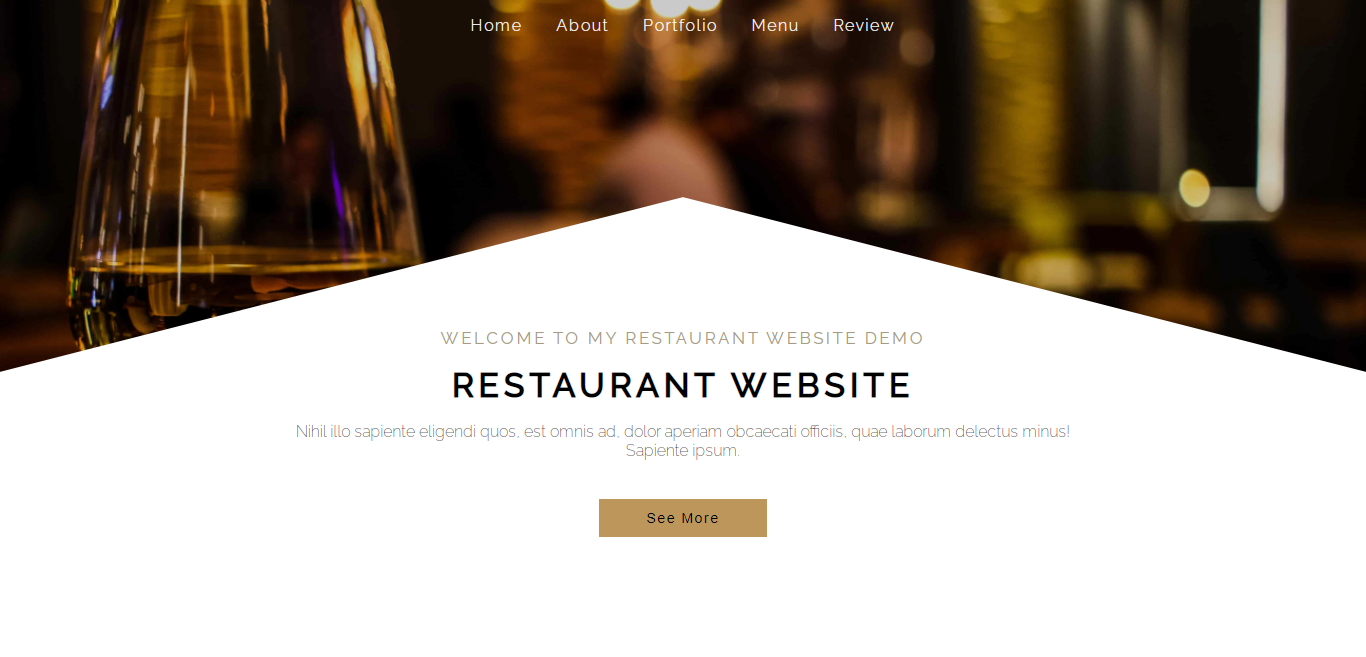 Home About Portfolio Menu Review
WELCOME TO MY RESTAURANT WEBSITE DEMO
RESTAURANT WEBSITE
Nihil illo sapiente eligendi quos, est omnis ad, dolor aperiam obcaecati officiis, quae laborum delectus minus!
Sapiente ipsum.
See More